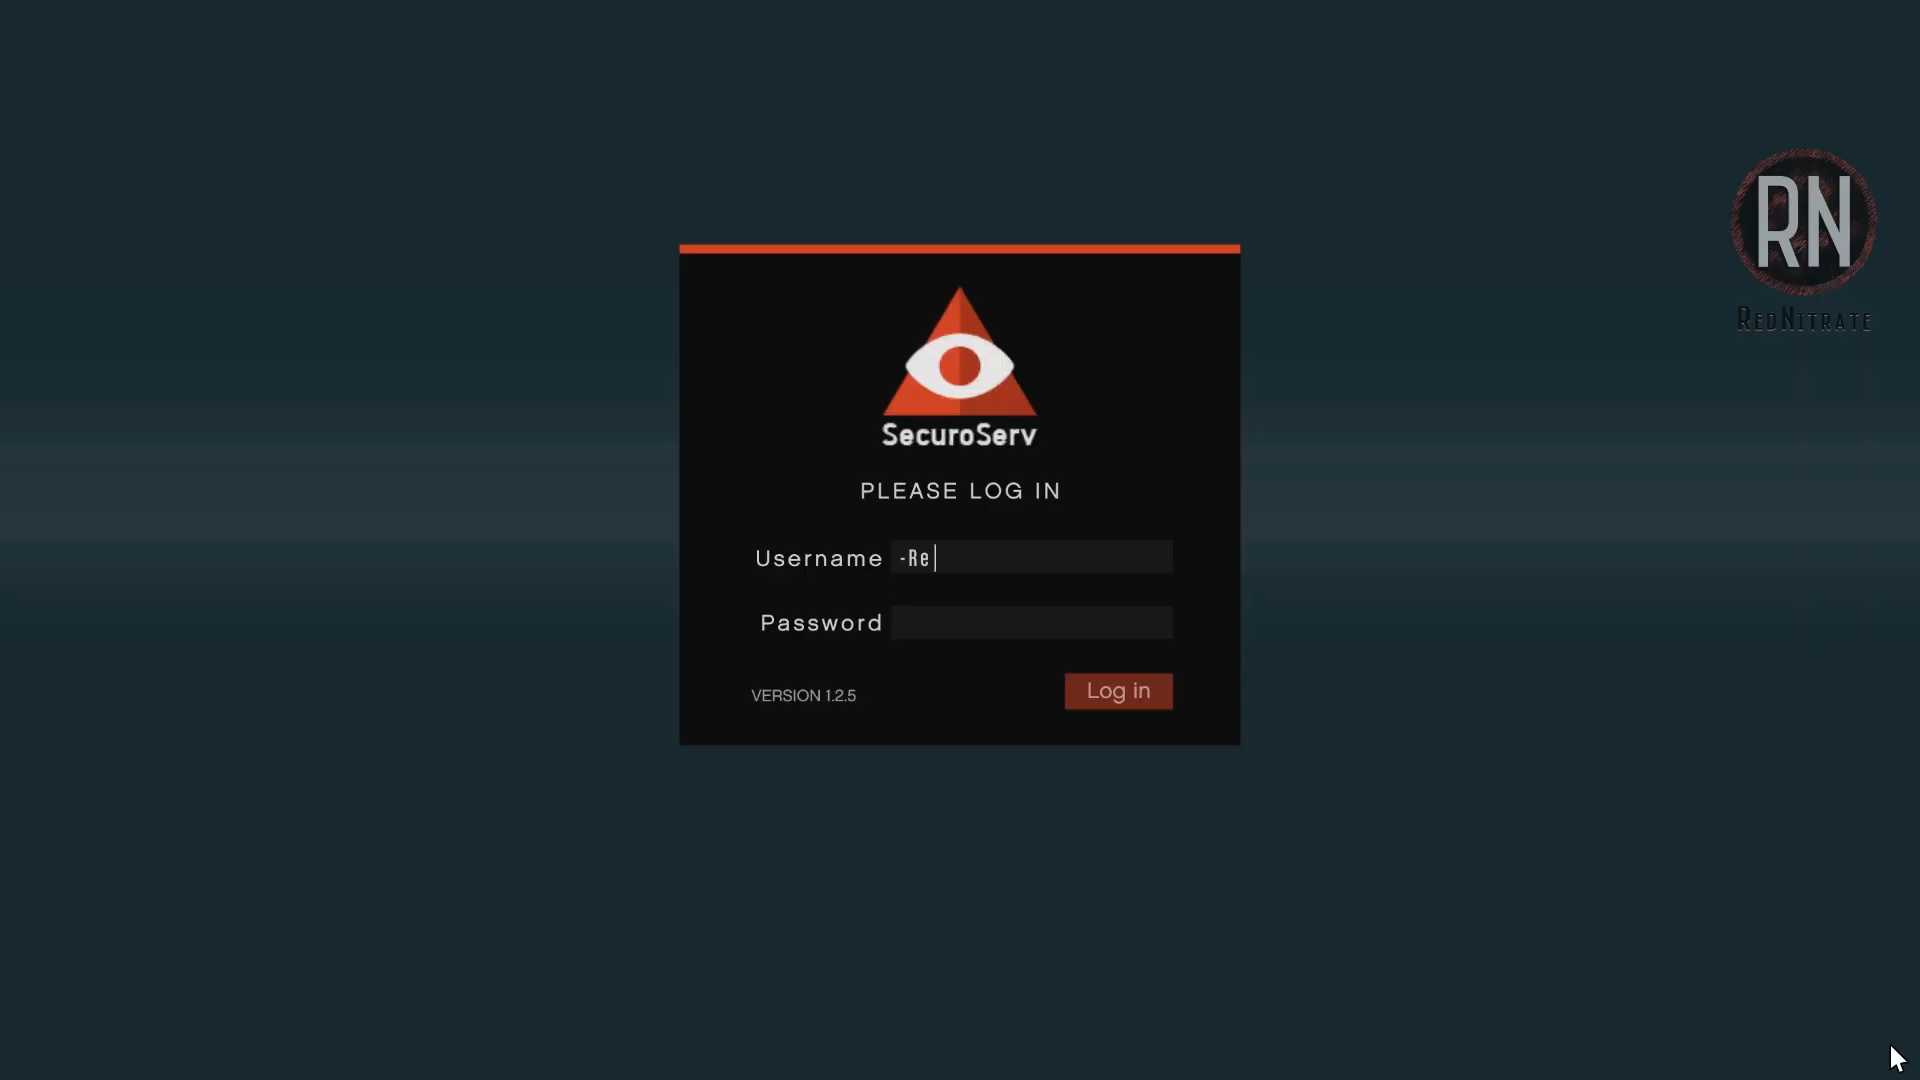 RN
RedNitrate
SecuroServ
PLEASE LOG IN
Username -Re
Password
VERSION 1.2.5 Log in